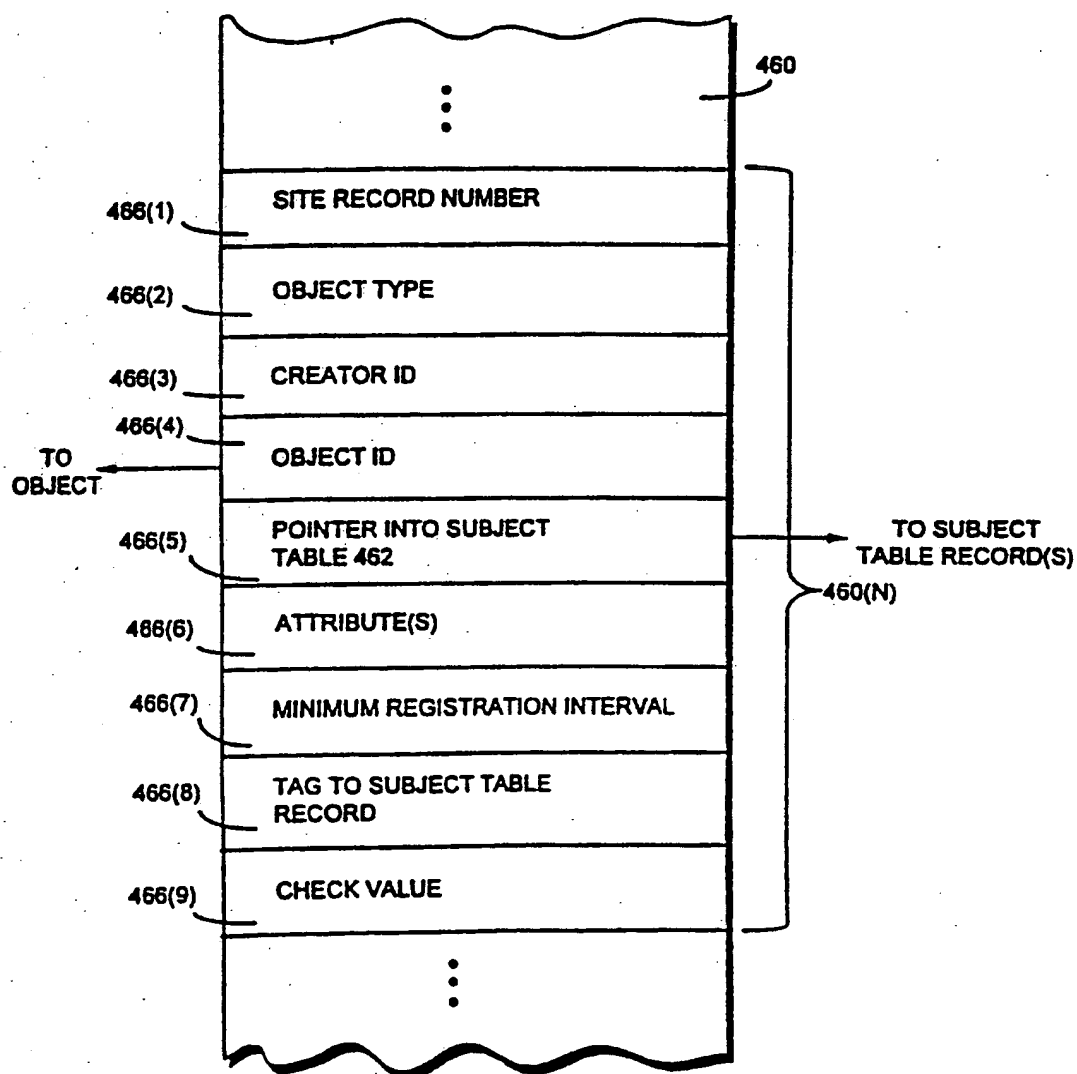 460
466(1)
SITE RECORD NUMBER
466(2)
OBJECT TYPE
466(3)
CREATOR ID
466(4)
TO
OBJECT
OBJECT ID
466(5)
POINTER INTO SUBJECT
TABLE 462
TO SUBJECT
TABLE RECORD(S)
460(N)
466(6)
ATTRIBUTE(S)
466(7)
MINIMUM REGISTRATION INTERVAL
466(8)
TAG TO SUBJECT TABLE
RECORD
466(9)
CHECK VALUE